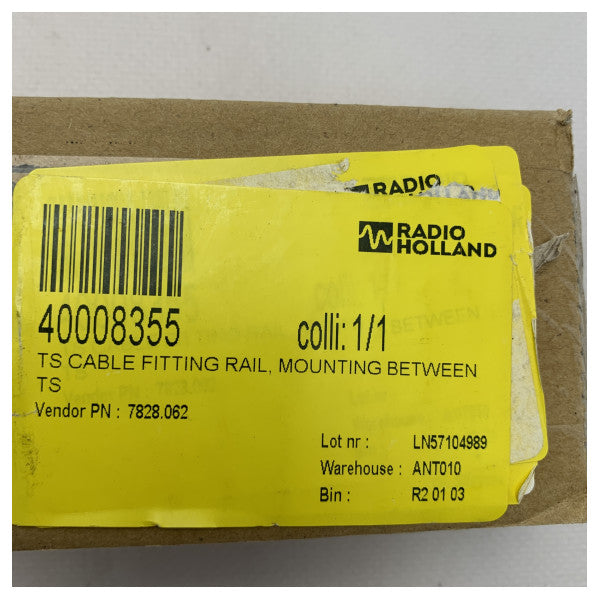 RADIO
RADIO
HOLLAND
40008355
colli: 1/1
TS CABLE FITTING RAIL, MOUNTING BETWEEN
TS
Vendor PN : 7828.062
Lot nr : LN57104989
Warehouse : ANT010
Bin : R2 01 03